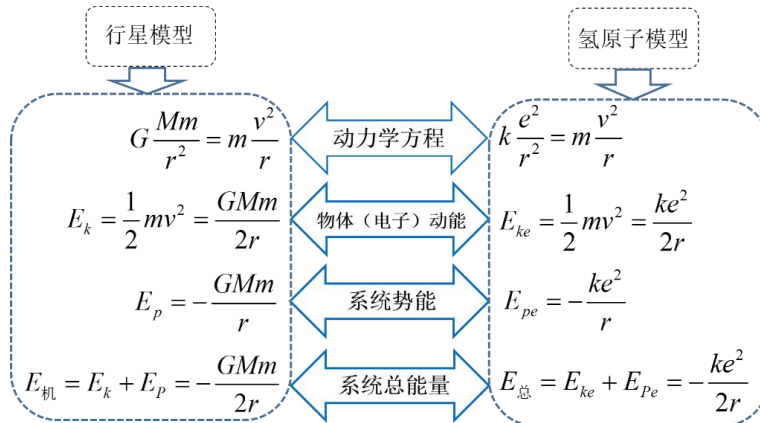 行星模型
氢原子模型
G Mm/r² = m v²/r
动力学方程
k e²/r² = m v²/r
E_k = 1/2 mv² = GMm/2r
物体（电子）动能
E_ke = 1/2 mv² = ke²/2r
E_p = − GMm/r
系统势能
E_pe = − ke²/r
E_机 = E_k + E_P = − GMm/2r
系统总能量
E_总 = E_ke + E_Pe = − ke²/2r